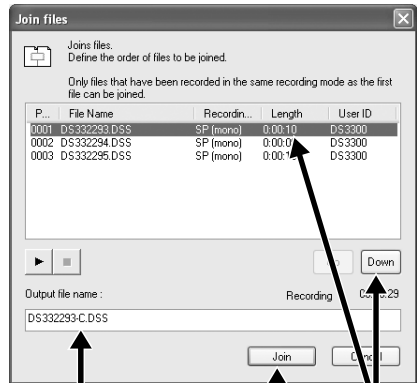 Join files
Joins files.
Define the order of files to be joined.
Only files that have been recorded in the same recording mode as the first
file can be joined.
P... File Name Recordin... Length User ID
0001 DS332293.DSS SP (mono) 0:00:10 DS3300
0002 DS332294.DSS SP (mono) DS3300
0003 DS332295.DSS SP (mono) DS3300
Down
Output file name : Recording
DS332293-C.DSS
Join